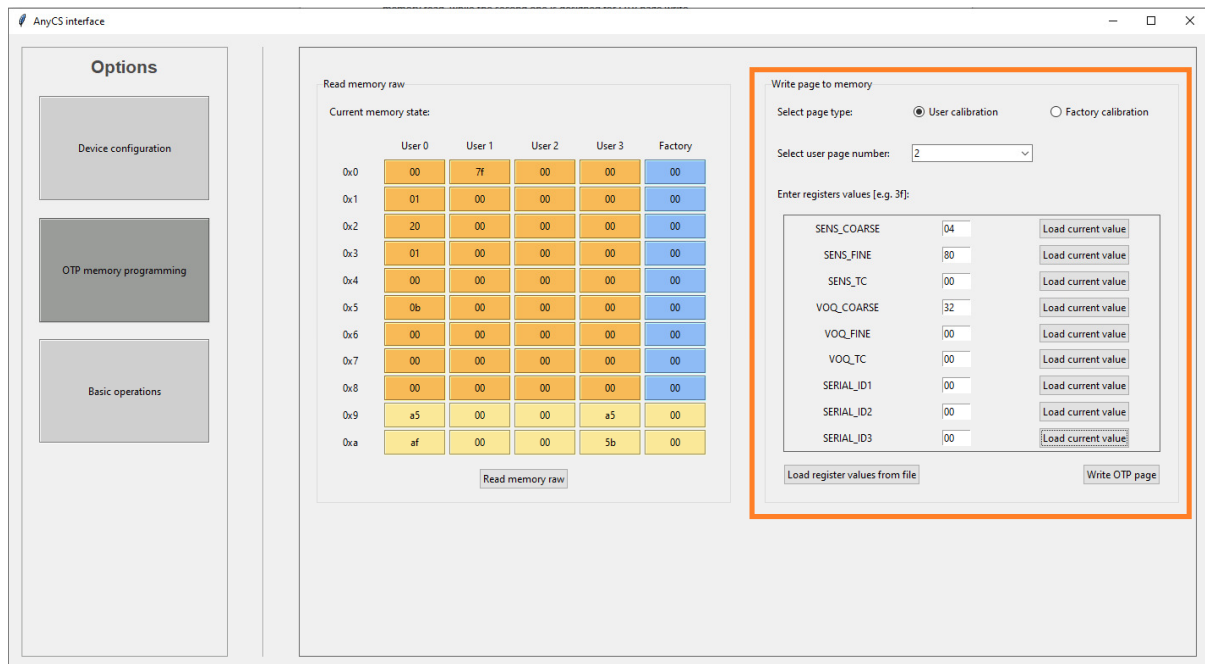 AnyCS interface
Options
Device configuration
OTP memory programming
Basic operations
Read memory raw
Current memory state:
User 0 User 1 User 2 User 3 Factory
0x0 00 7f 00 00 00
0x1 01 00 00 00 00
0x2 20 00 00 00 00
0x3 01 00 00 00 00
0x4 00 00 00 00 00
0x5 0b 00 00 00 00
0x6 00 00 00 00 00
0x7 00 00 00 00 00
0x8 00 00 00 00 00
0x9 a5 00 00 a5 00
0xa af 00 00 5b 00
Read memory raw
Write page to memory
Select page type: User calibration Factory calibration
Select user page number: 2
Enter registers values [e.g. 3f]:
SENS_COARSE 04 Load current value
SENS_FINE 80 Load current value
SENS_TC 00 Load current value
VOQ_COARSE 32 Load current value
VOQ_FINE 00 Load current value
VOQ_TC 00 Load current value
SERIAL_ID1 00 Load current value
SERIAL_ID2 00 Load current value
SERIAL_ID3 00 Load current value
Load register values from file Write OTP page